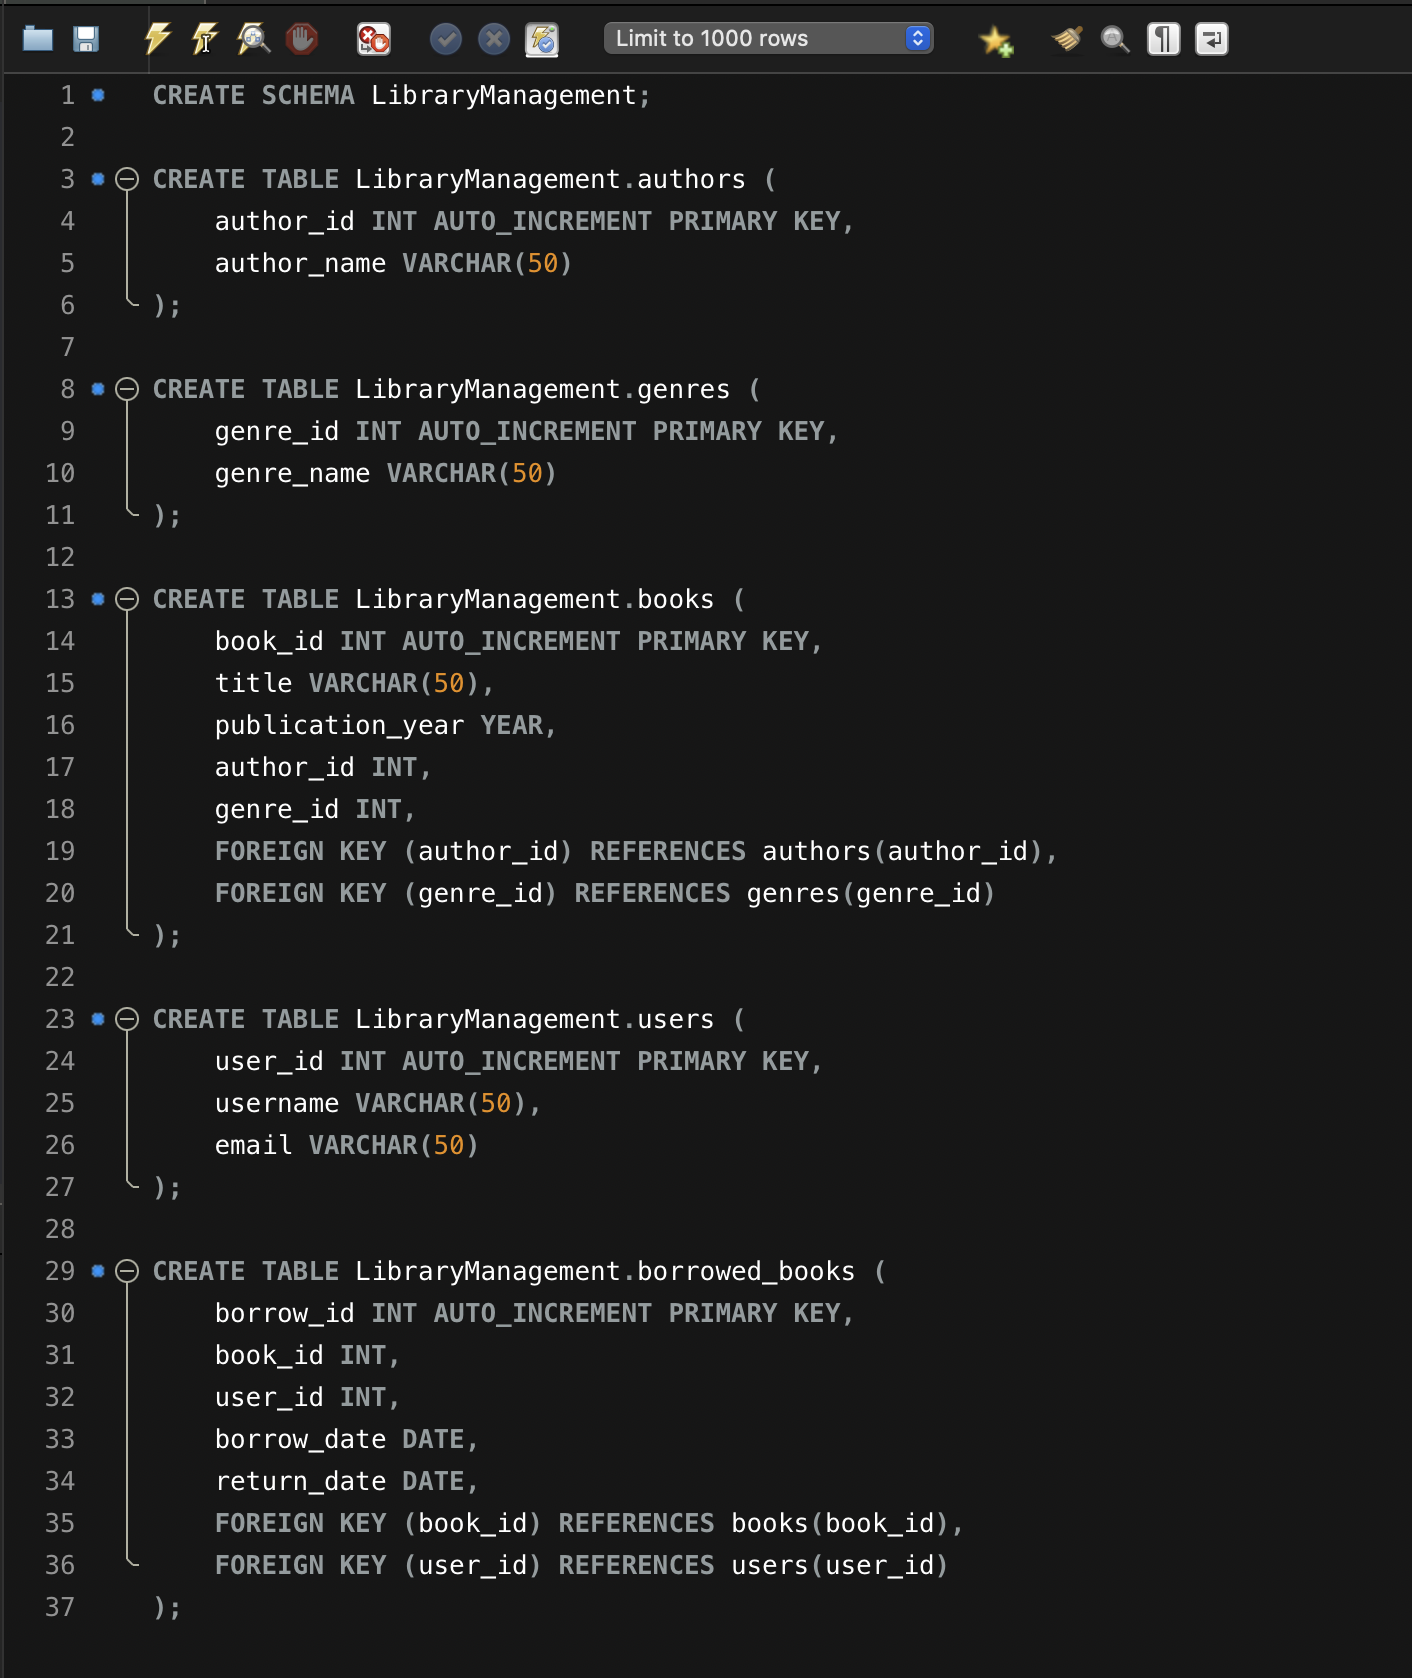 Limit to 1000 rows
1 CREATE SCHEMA LibraryManagement;
2
3 CREATE TABLE LibraryManagement.authors (
4     author_id INT AUTO_INCREMENT PRIMARY KEY,
5     author_name VARCHAR(50)
6 );
7
8 CREATE TABLE LibraryManagement.genres (
9     genre_id INT AUTO_INCREMENT PRIMARY KEY,
10     genre_name VARCHAR(50)
11 );
12
13 CREATE TABLE LibraryManagement.books (
14     book_id INT AUTO_INCREMENT PRIMARY KEY,
15     title VARCHAR(50),
16     publication_year YEAR,
17     author_id INT,
18     genre_id INT,
19     FOREIGN KEY (author_id) REFERENCES authors(author_id),
20     FOREIGN KEY (genre_id) REFERENCES genres(genre_id)
21 );
22
23 CREATE TABLE LibraryManagement.users (
24     user_id INT AUTO_INCREMENT PRIMARY KEY,
25     username VARCHAR(50),
26     email VARCHAR(50)
27 );
28
29 CREATE TABLE LibraryManagement.borrowed_books (
30     borrow_id INT AUTO_INCREMENT PRIMARY KEY,
31     book_id INT,
32     user_id INT,
33     borrow_date DATE,
34     return_date DATE,
35     FOREIGN KEY (book_id) REFERENCES books(book_id),
36     FOREIGN KEY (user_id) REFERENCES users(user_id)
37 );